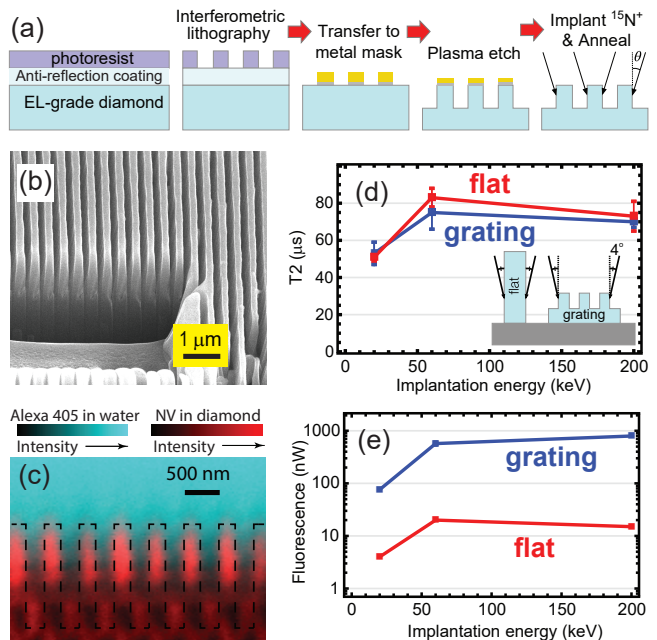 (a)
photoresist
Anti-reflection coating
EL-grade diamond
Interferometric
lithography
Transfer to
metal mask
Plasma etch
Implant ¹⁵N⁺
& Anneal
θ
(b)
1 μm
(d)
flat
grating
T2 (μs)
80
60
40
20
0
flat
grating
4°
0
50
100
150
200
Implantation energy (keV)
Alexa 405 in water
NV in diamond
Intensity
Intensity
(c)
500 nm
(e)
grating
flat
Fluorescence (nW)
1000
100
10
1
0
50
100
150
200
Implantation energy (keV)